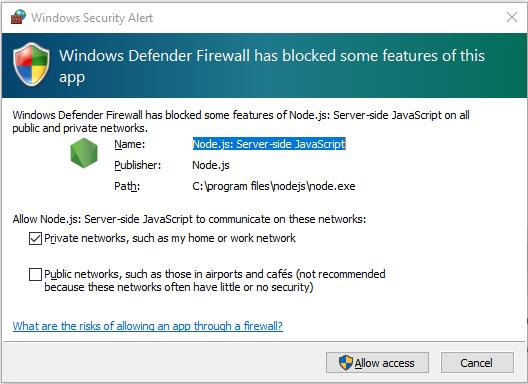 Windows Security Alert
Windows Defender Firewall has blocked some features of this
app
Windows Defender Firewall has blocked some features of Node.js: Server-side JavaScript on all
public and private networks.
Name: Node.js: Server-side JavaScript
Publisher: Node.js
Path: C:\program files\nodejs\node.exe
Allow Node.js: Server-side JavaScript to communicate on these networks:
Private networks, such as my home or work network
Public networks, such as those in airports and cafés (not recommended
because these networks often have little or no security)
What are the risks of allowing an app through a firewall?
Allow access Cancel